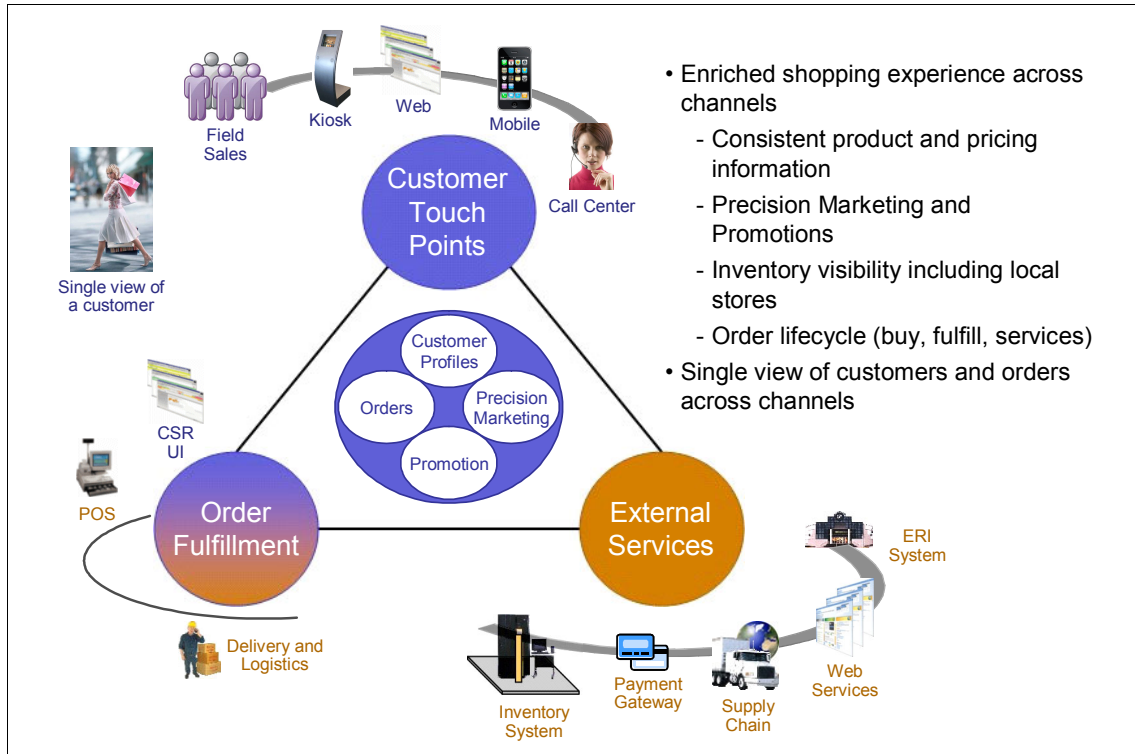 Field
Sales
Kiosk
Web
Mobile
Call Center
Customer
Touch
Points
Single view of
a customer
• Enriched shopping experience across
channels
- Consistent product and pricing
information
- Precision Marketing and
Promotions
- Inventory visibility including local
stores
- Order lifecycle (buy, fulfill, services)
• Single view of customers and orders
across channels
Customer
Profiles
Orders
Precision
Marketing
Promotion
CSR
UI
POS
Order
Fulfillment
External
Services
ERI
System
Delivery and
Logistics
Inventory
System
Payment
Gateway
Supply
Chain
Web
Services